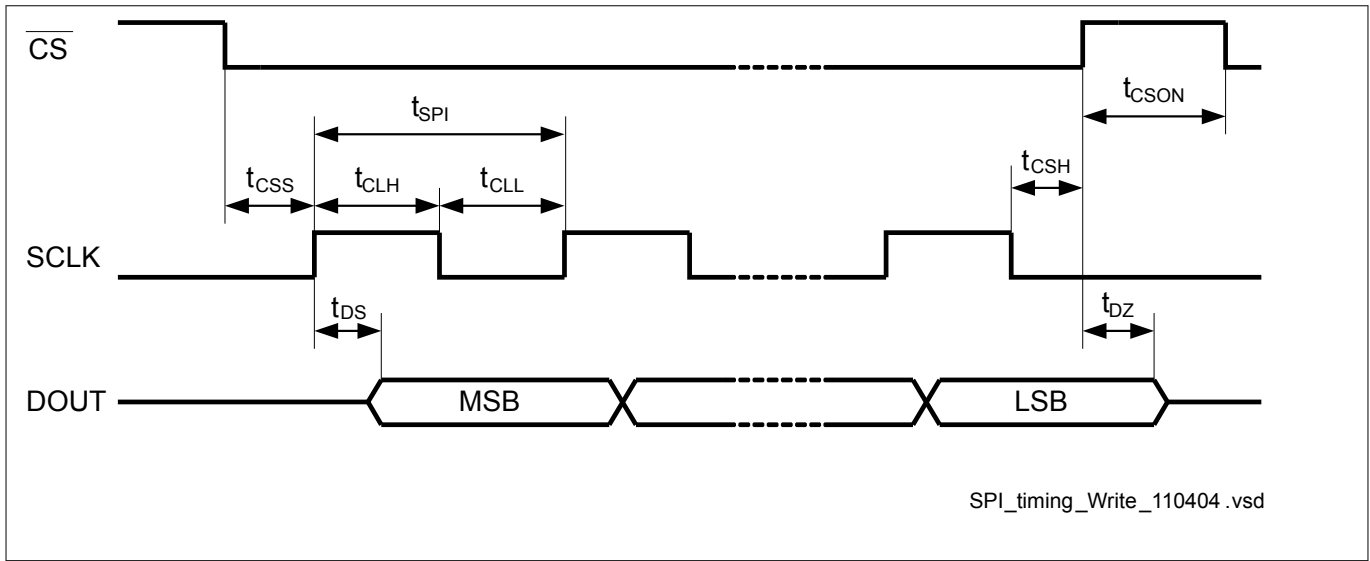 CS
tCSON
tSPI
tCSH
tCSS tCLH tCLL
SCLK
tDS tDZ
DOUT MSB LSB
SPI_timing_Write_110404.vsd